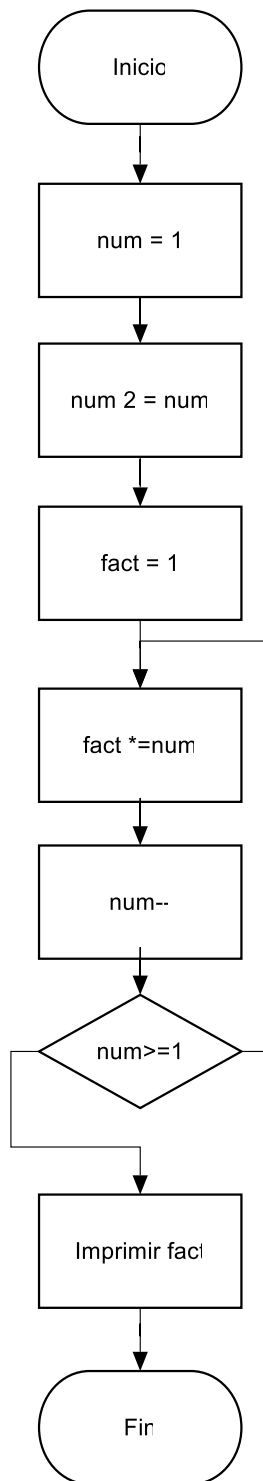 Inicio
num = 1
num 2 = num
fact = 1
fact *=num
num--
num>=1
Imprimir fact
Fin